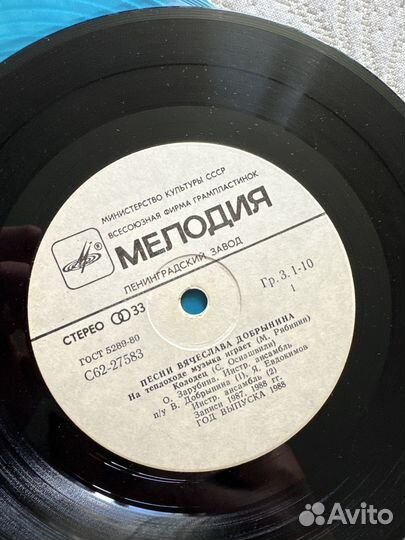 МИНИСТЕРСТВО КУЛЬТУРЫ СССР
ВСЕСОЮЗНАЯ ФИРМА ГРАМПЛАСТИНОК
МЕЛОДИЯ
ЛЕНИНГРАДСКИЙ ЗАВОД
СТЕРЕО 33
Гр. 3. 1-10
1
ГОСТ 5289-80
С62-27583
ПЕСНИ ВЯЧЕСЛАВА ДОБРЫНИНА
На теплоходе музыка играет (М. Рябинин)
Колодец (С. Осиашвили)
О. Зарубина. Инстр. ансамбль
п/у В. Добрынина (1), Я. Евдокимов
Инстр. ансамбль (2)
Записи 1987, 1988 гг.
ГОД ВЫПУСКА 1988
Avito